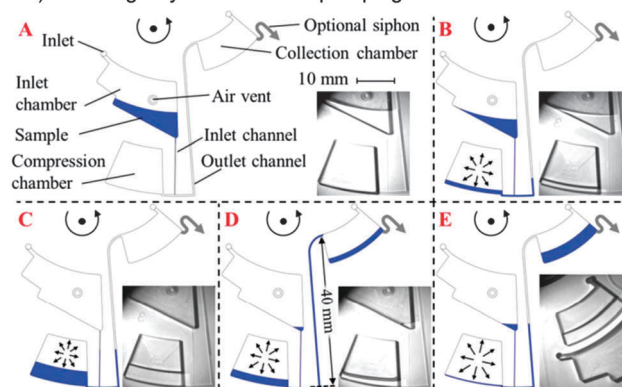 A
Inlet
Optional siphon
Collection chamber
10 mm
B
Inlet
chamber
Air vent
Sample
Inlet channel
Compression
chamber
Outlet channel
C
D
40 mm
E